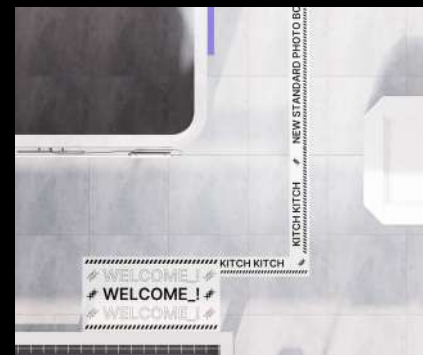 NEW STANDARD PHOTO BO
#
KITCH KITCH
KITCH KITCH #
# WELCOME_! #
# WELCOME_! #
# WELCOME_! #